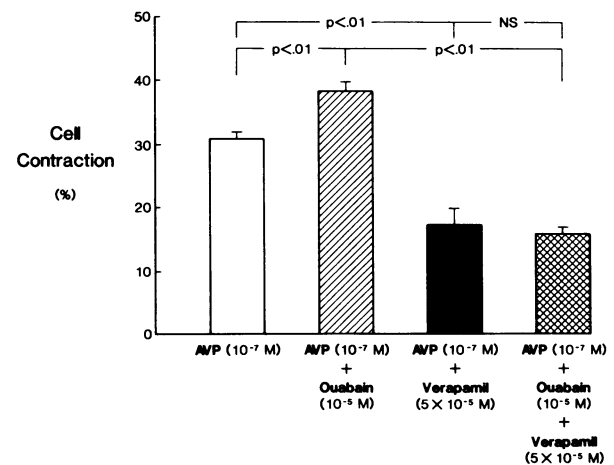 50
p<.01
NS
p<.01
p<.01
40
Cell
Contraction
(%)
30
20
10
0
AVP (10⁻⁷ M)
AVP (10⁻⁷ M)
+
Ouabain
(10⁻⁵ M)
AVP (10⁻⁷ M)
+
Verapamil
(5 X 10⁻⁵ M)
AVP (10⁻⁷ M)
+
Ouabain
(10⁻⁵ M)
+
Verapamil
(5 X 10⁻⁵ M)